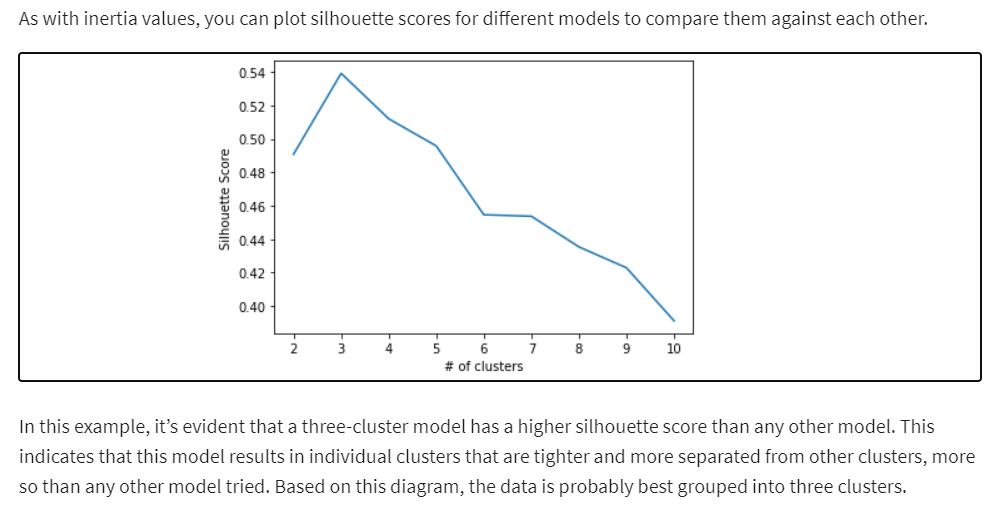 As with inertia values, you can plot silhouette scores for different models to compare them against each other.
0.54
0.52
0.50
0.48
0.46
0.44
0.42
0.40
Silhouette Score
2 3 4 5 6 7 8 9 10
# of clusters
In this example, it’s evident that a three-cluster model has a higher silhouette score than any other model. This
indicates that this model results in individual clusters that are tighter and more separated from other clusters, more
so than any other model tried. Based on this diagram, the data is probably best grouped into three clusters.